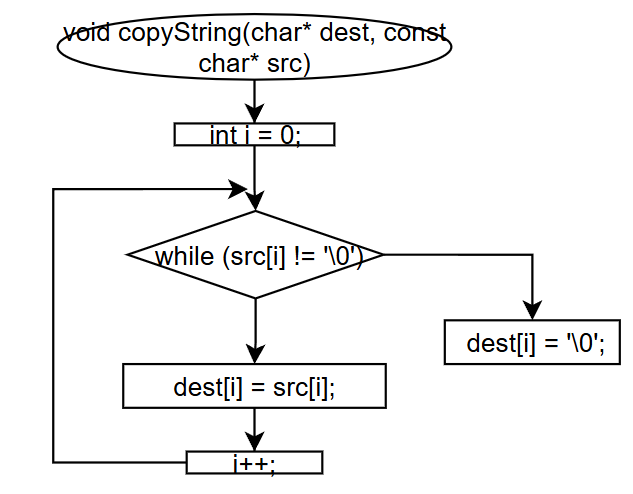 void copyString(char* dest, const
char* src)
int i = 0;
while (src[i] != '\0')
dest[i] = '\0';
dest[i] = src[i];
i++;